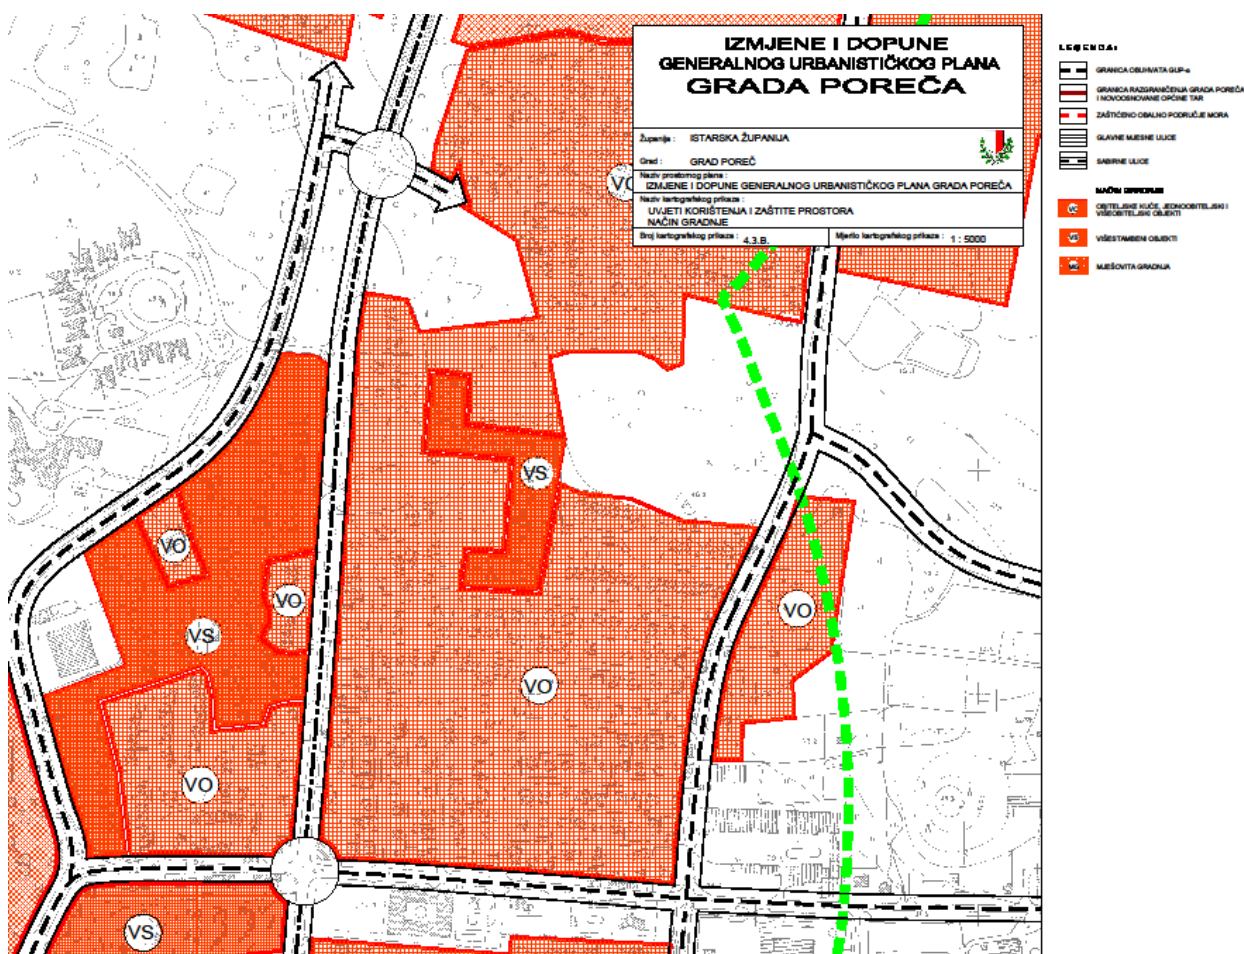 IZMJENE I DOPUNE
GENERALNOG URBANISTIČKOG PLANA
GRADA POREČA
Županija : ISTARSKA ŽUPANIJA
Grad : GRAD POREČ
Naziv prostornog plana :
IZMJENE I DOPUNE GENERALNOG URBANISTIČKOG PLANA GRADA POREČA
Naziv kartografskog prikaza :
UVJETI KORIŠTENJA I ZAŠTITE PROSTORA
NAČIN GRADNJE
Broj kartografskog prikaza : 4.3.B. Mjerilo kartografskog prikaza : 1 : 5000
LEGENDA:
GRANICA OBUHVATA GUP-a
GRANICA RAZGRANIČENJA GRADA POREČA
I NOVOOSNOVANE OPĆINE TAR
ZAŠTIĆENO OBALNO PODRUČJE MORA
GLAVNE MJESNE ULICE
SABIRNE ULICE
NAČIN GRADNJE
VO OBITELJSKE KUĆE, JEDNOOBITELJSKI I
VIŠEOBITELJSKI OBJEKTI
VS VIŠESTAMBENI OBJEKTI
MG MJEŠOVITA GRADNJA
VS
VO
VO
VO
VS
VO
VO
VS